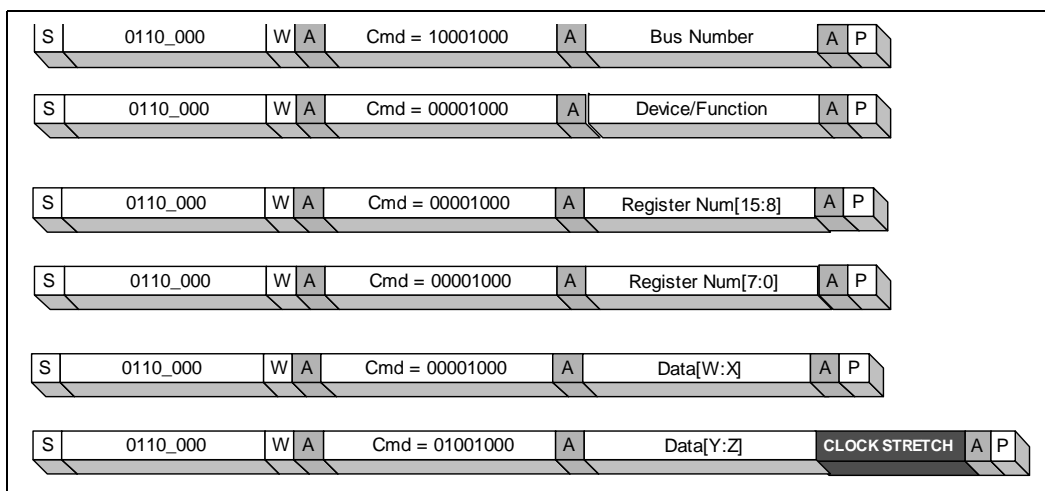 S 0110_000 W A Cmd = 10001000 A Bus Number A P
S 0110_000 W A Cmd = 00001000 A Device/Function A P
S 0110_000 W A Cmd = 00001000 A Register Num[15:8] A P
S 0110_000 W A Cmd = 00001000 A Register Num[7:0] A P
S 0110_000 W A Cmd = 00001000 A Data[W:X] A P
S 0110_000 W A Cmd = 01001000 A Data[Y:Z] CLOCK STRETCH A P